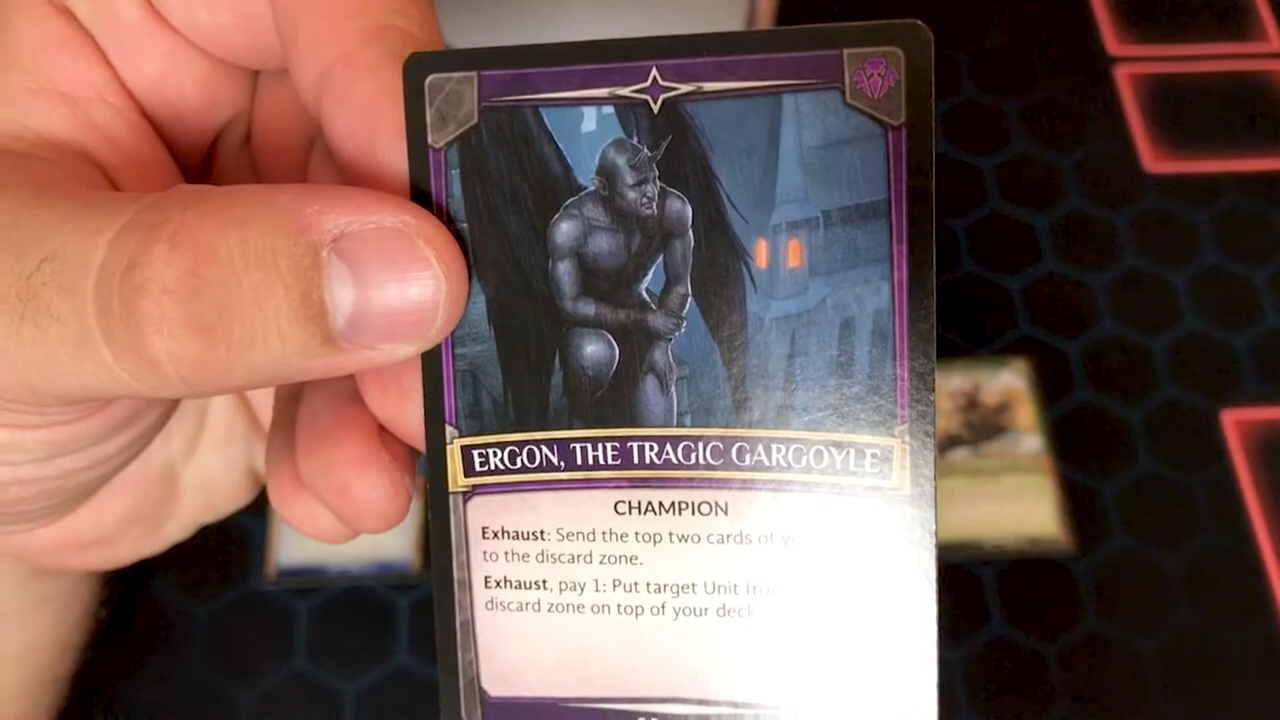 ERGON, THE TRAGIC GARGOYLE
CHAMPION
Exhaust: Send the top two cards of
to the discard zone.
Exhaust, pay 1: Put target Unit
discard zone on top of your deck